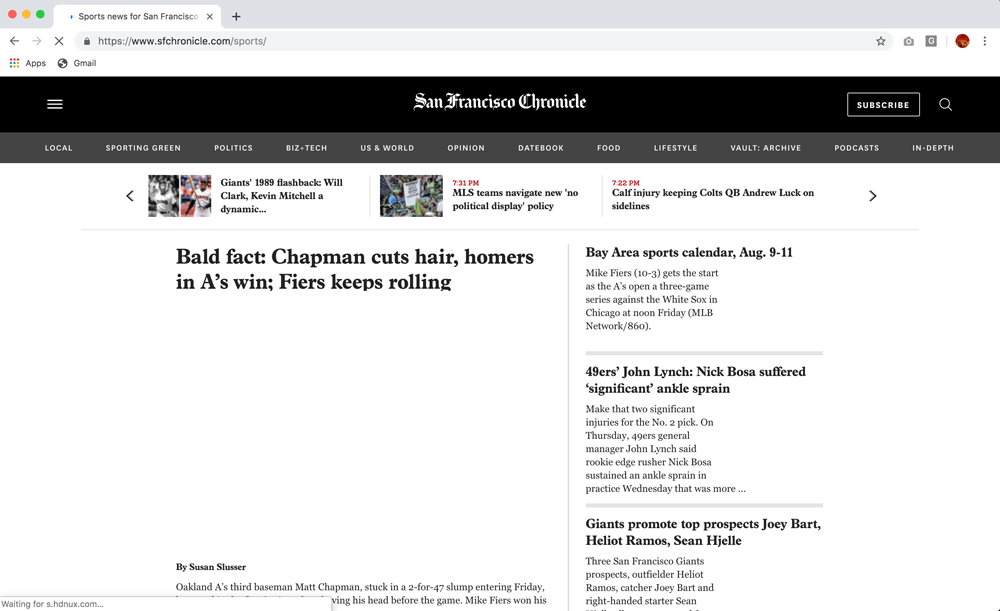 Sports news for San Francisco
https://www.sfchronicle.com/sports/
Apps
Gmail
San Francisco Chronicle
SUBSCRIBE
LOCAL SPORTING GREEN POLITICS BIZ+TECH US & WORLD OPINION DATEBOOK FOOD LIFESTYLE VAULT: ARCHIVE PODCASTS IN-DEPTH
Giants' 1989 flashback: Will
Clark, Kevin Mitchell a
dynamic...
7:31 PM
MLS teams navigate new 'no
political display' policy
7:22 PM
Calf injury keeping Colts QB Andrew Luck on
sidelines
Bald fact: Chapman cuts hair, homers
in A’s win; Fiers keeps rolling
By Susan Slusser
Oakland A’s third baseman Matt Chapman, stuck in a 2-for-47 slump entering Friday,
ving his head before the game. Mike Fiers won his
Bay Area sports calendar, Aug. 9-11
Mike Fiers (10-3) gets the start
as the A’s open a three-game
series against the White Sox in
Chicago at noon Friday (MLB
Network/860).
49ers’ John Lynch: Nick Bosa suffered
‘significant’ ankle sprain
Make that two significant
injuries for the No. 2 pick. On
Thursday, 49ers general
manager John Lynch said
rookie edge rusher Nick Bosa
sustained an ankle sprain in
practice Wednesday that was more ...
Giants promote top prospects Joey Bart,
Heliot Ramos, Sean Hjelle
Three San Francisco Giants
prospects, outfielder Heliot
Ramos, catcher Joey Bart and
right-handed starter Sean
Waiting for s.hdnux.com...